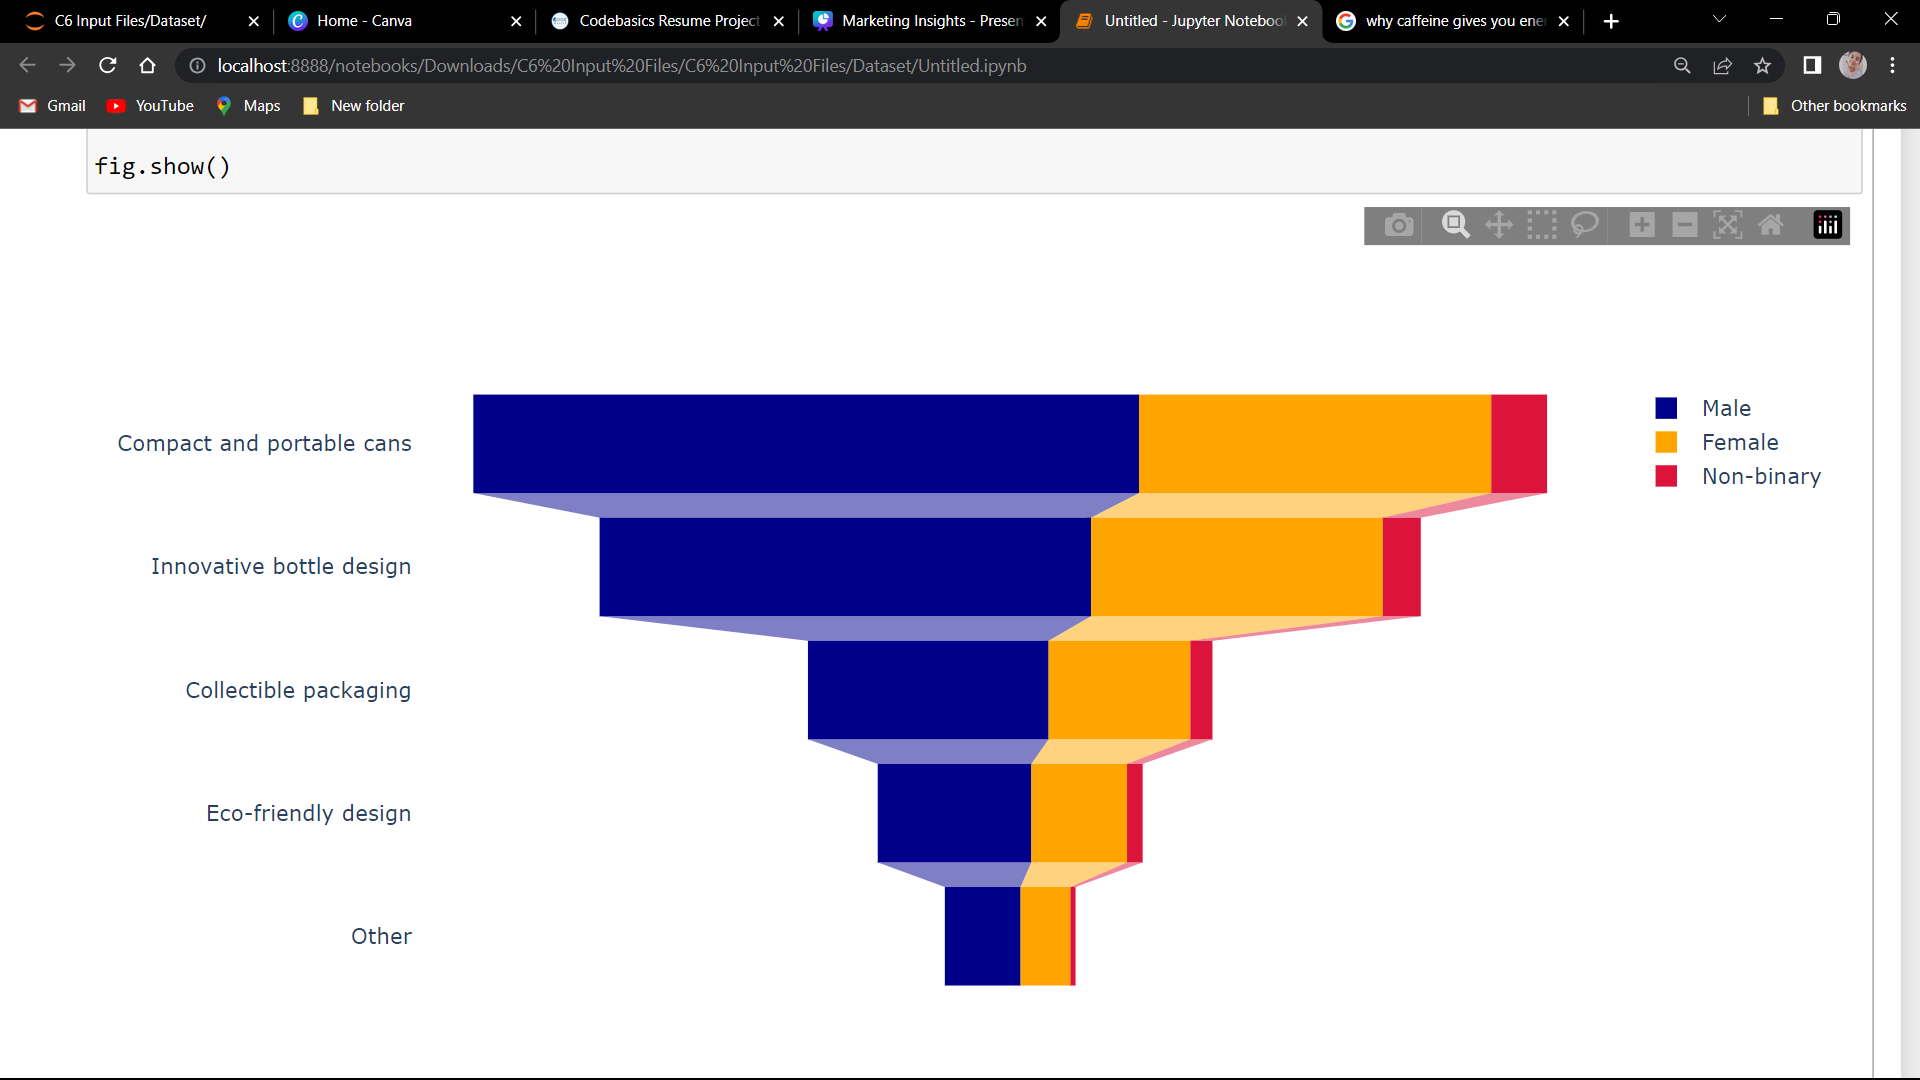 C6 Input Files/Dataset/
Home - Canva
Codebasics Resume Project
Marketing Insights - Presen
Untitled - Jupyter Noteboo
why caffeine gives you ene
localhost:8888/notebooks/Downloads/C6%20Input%20Files/C6%20Input%20Files/Dataset/Untitled.ipynb
Gmail
YouTube
Maps
New folder
Other bookmarks
fig.show()
Compact and portable cans
Innovative bottle design
Collectible packaging
Eco-friendly design
Other
Male
Female
Non-binary